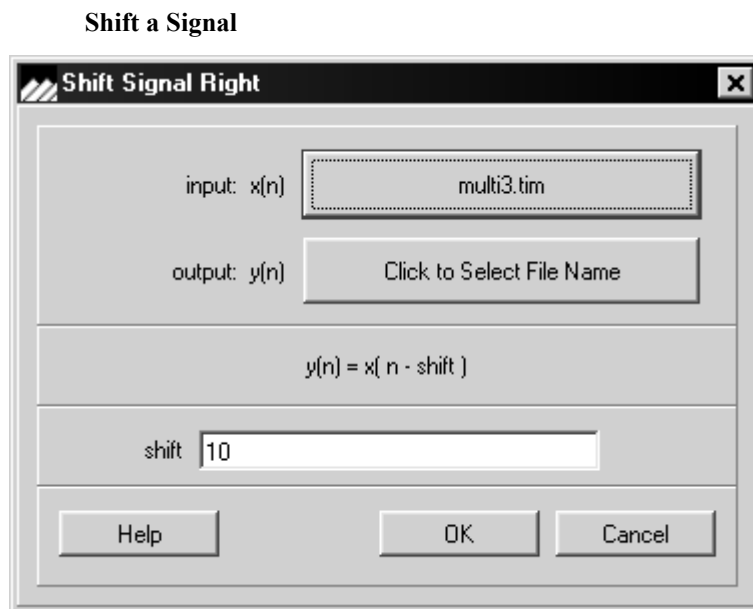 Shift a Signal
Shift Signal Right
input: x(n)
multi3.tim
output: y(n)
Click to Select File Name
y(n) = x( n - shift )
shift
10
Help
OK
Cancel